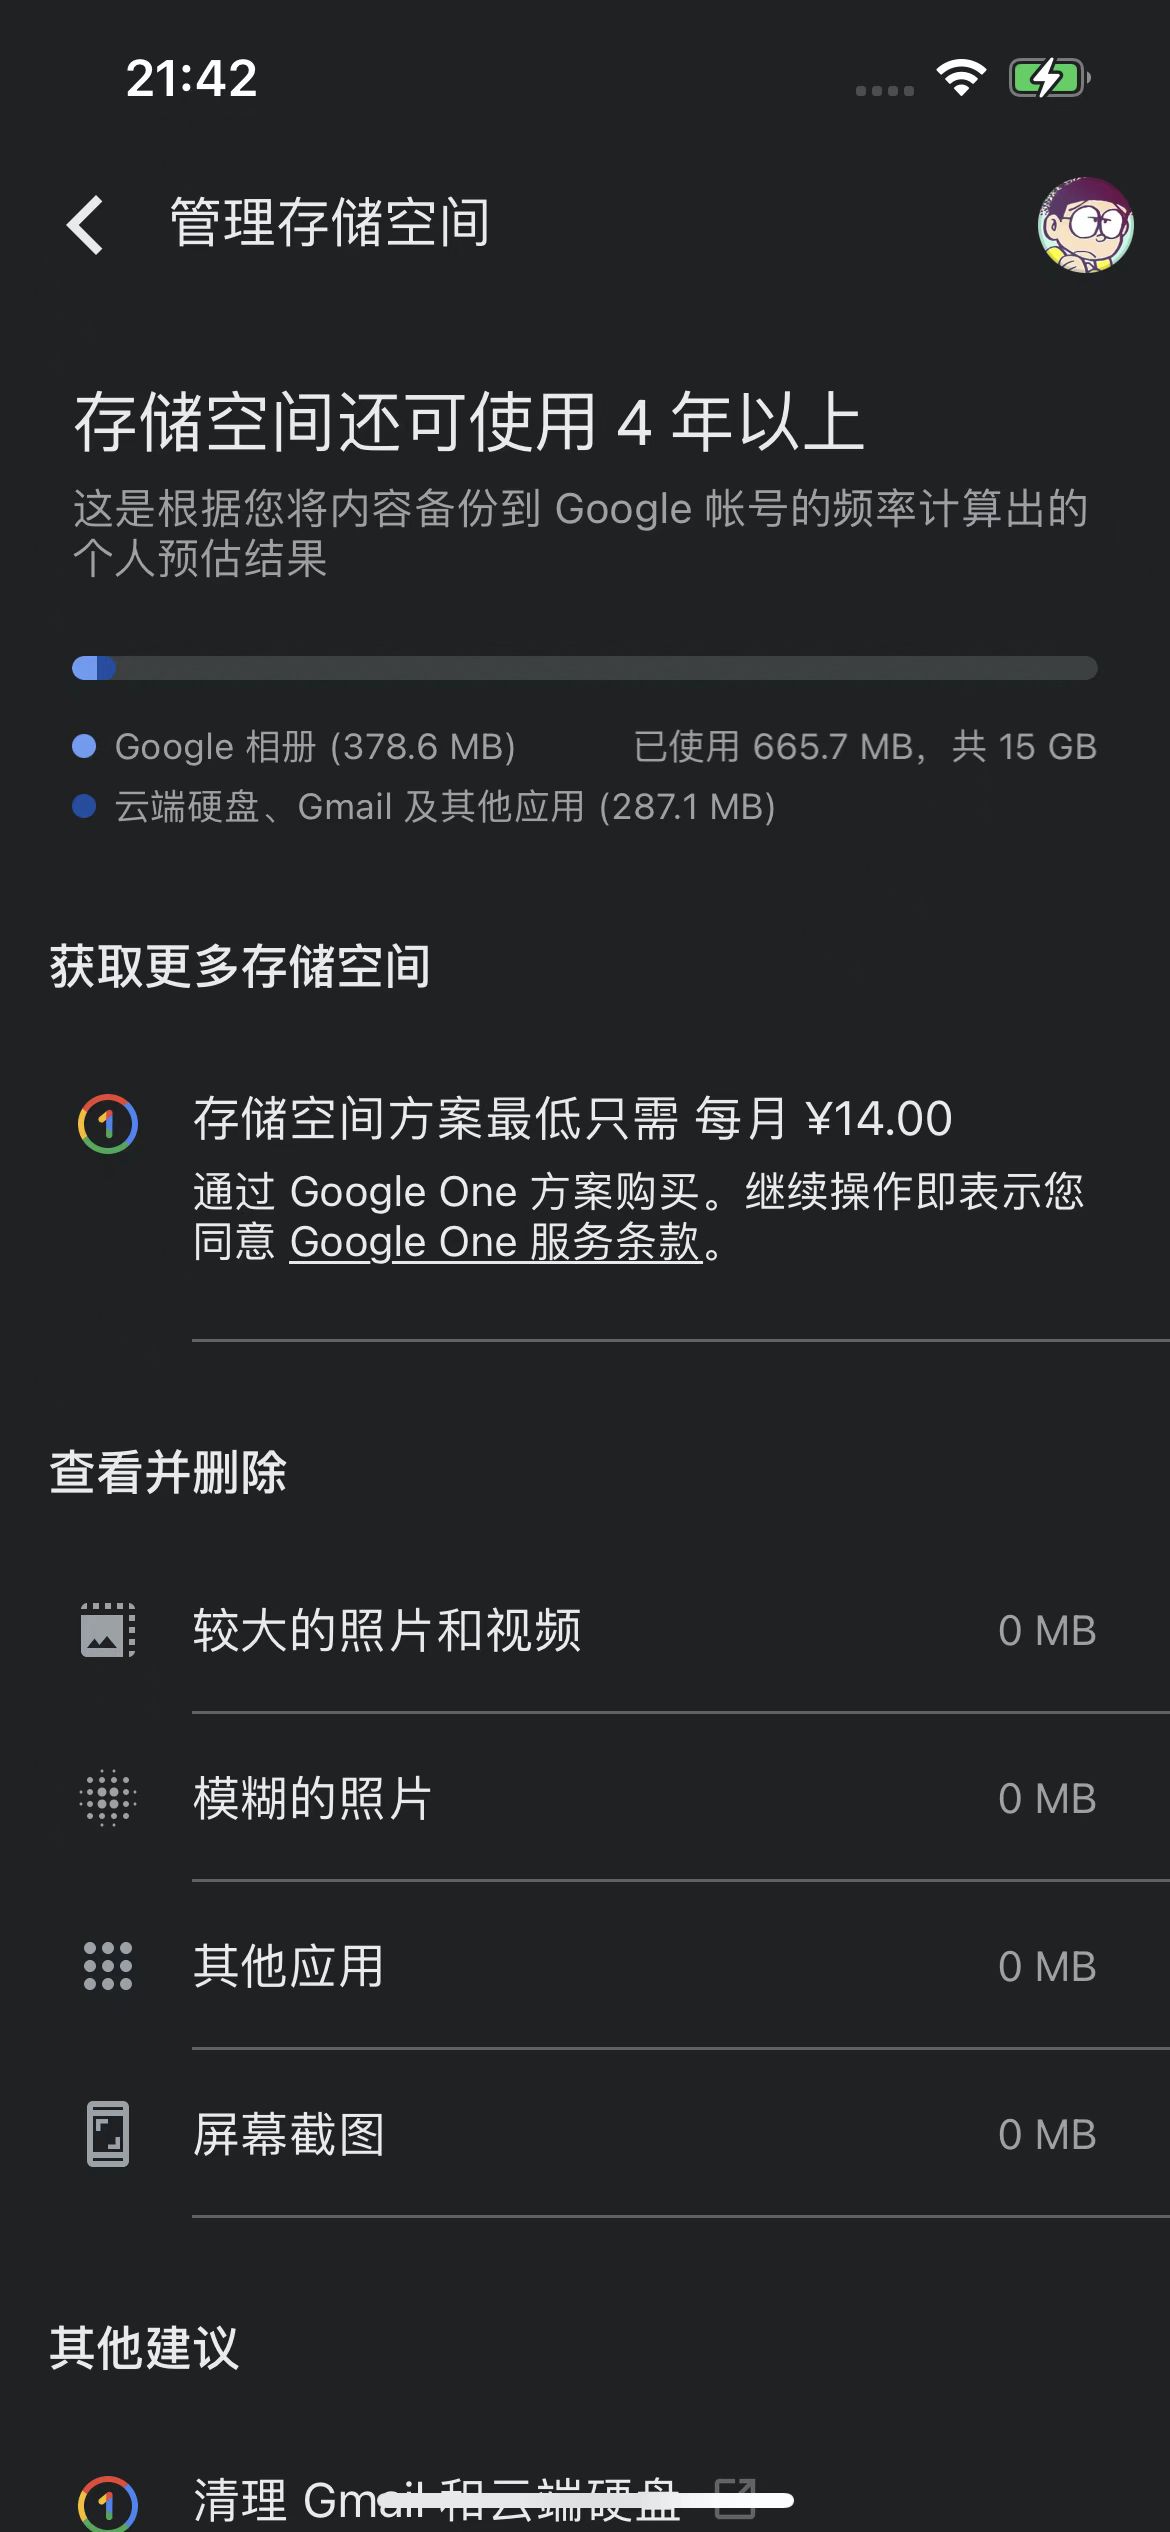 21:42
管理存储空间
存储空间还可使用 4 年以上
这是根据您将内容备份到 Google 帐号的频率计算出的
个人预估结果
Google 相册 (378.6 MB)
已使用 665.7 MB，共 15 GB
云端硬盘、Gmail 及其他应用 (287.1 MB)
获取更多存储空间
存储空间方案最低只需 每月 ¥14.00
通过 Google One 方案购买。继续操作即表示您
同意 Google One 服务条款。
查看并删除
较大的照片和视频
0 MB
模糊的照片
0 MB
其他应用
0 MB
屏幕截图
0 MB
其他建议
清理 Gmail 和云端硬盘